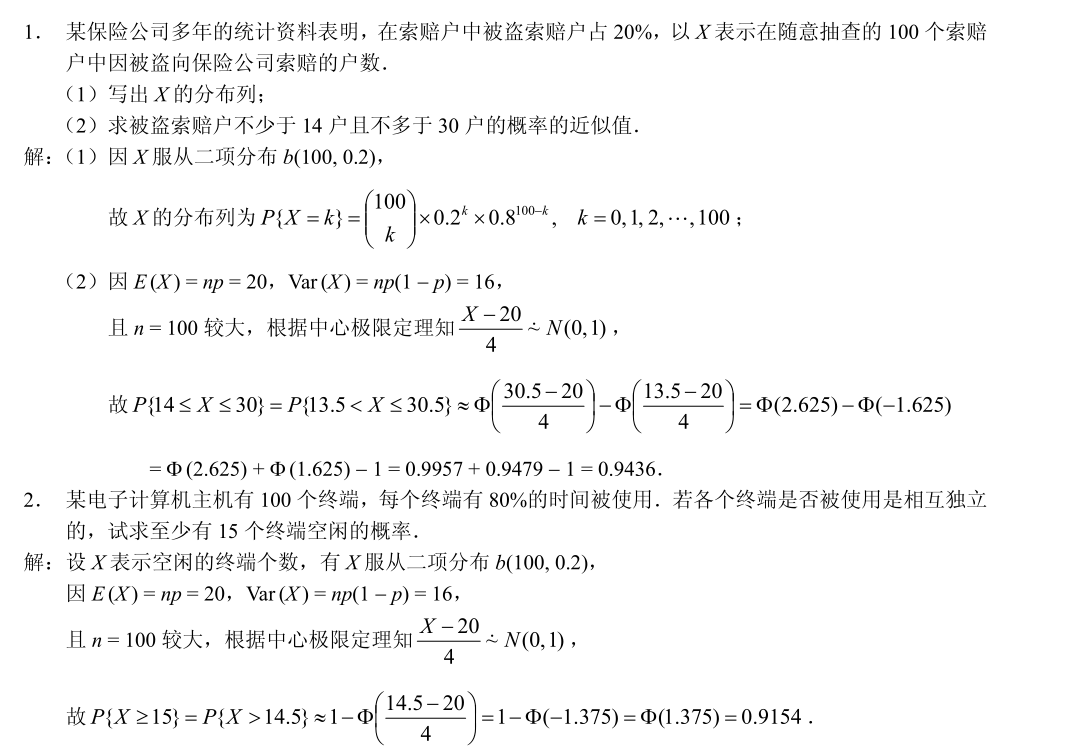 1. 某保险公司多年的统计资料表明，在索赔户中被盗索赔户占 20%，以 X 表示在随意抽查的 100 个索赔
户中因被盗向保险公司索赔的户数．
（1）写出 X 的分布列；
（2）求被盗索赔户不少于 14 户且不多于 30 户的概率的近似值．
解：（1）因 X 服从二项分布 b(100, 0.2)，
故 X 的分布列为 $P\{X=k\}=\binom{100}{k}\times 0.2^k\times 0.8^{100-k},\quad k=0,1,2,\cdots,100$；
（2）因 E (X ) = np = 20，Var (X ) = np(1 − p) = 16，
且 n = 100 较大，根据中心极限定理知 $\frac{X-20}{4}\overset{\cdot}{\sim}N(0,1)$，
故 $P\{14\le X\le 30\}=P\{13.5<X\le 30.5\}\approx\Phi\left(\frac{30.5-20}{4}\right)-\Phi\left(\frac{13.5-20}{4}\right)=\Phi(2.625)-\Phi(-1.625)$
= Φ (2.625) + Φ (1.625) − 1 = 0.9957 + 0.9479 − 1 = 0.9436．
2. 某电子计算机主机有 100 个终端，每个终端有 80%的时间被使用．若各个终端是否被使用是相互独立
的，试求至少有 15 个终端空闲的概率．
解：设 X 表示空闲的终端个数，有 X 服从二项分布 b(100, 0.2)，
因 E (X ) = np = 20，Var (X ) = np(1 − p) = 16，
且 n = 100 较大，根据中心极限定理知 $\frac{X-20}{4}\overset{\cdot}{\sim}N(0,1)$，
故 $P\{X\ge 15\}=P\{X>14.5\}\approx 1-\Phi\left(\frac{14.5-20}{4}\right)=1-\Phi(-1.375)=\Phi(1.375)=0.9154$．